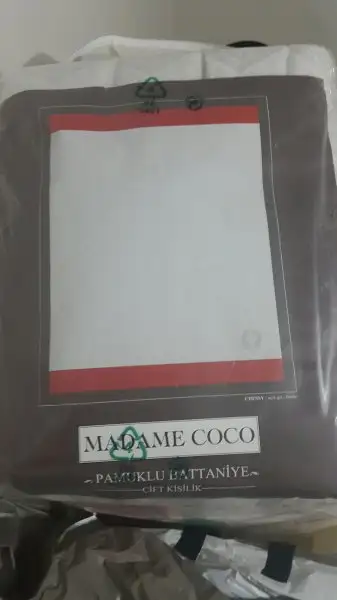 MADAME COCO
~PAMUKLU BATTANİYE~
ÇİFT KİŞİLİK